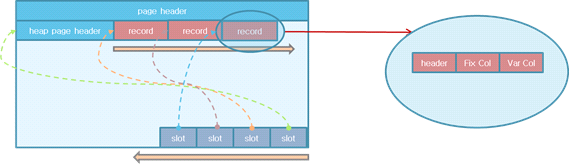 page header
heap page header
record
record
record
header
Fix Col
Var Col
slot
slot
slot
slot